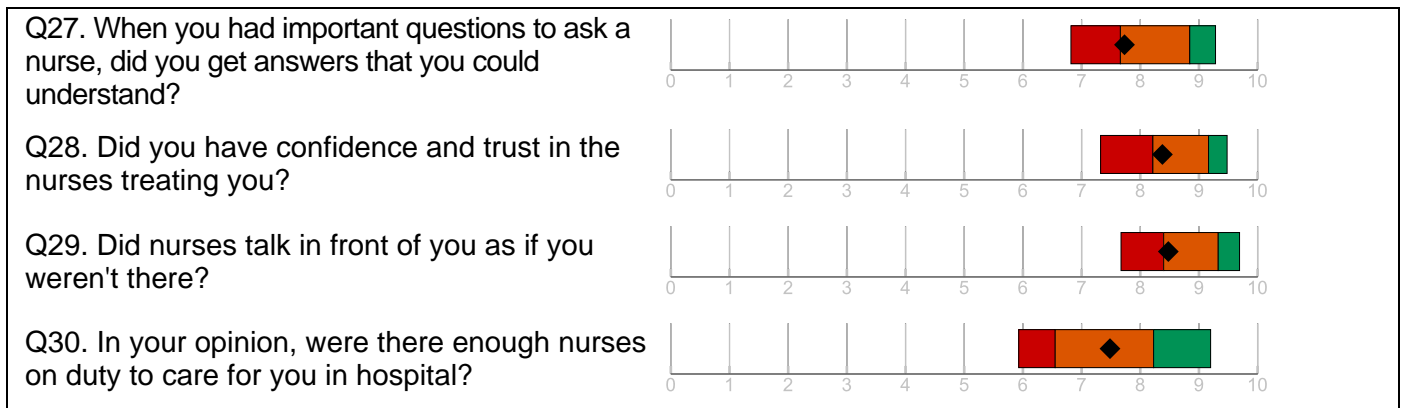 Q27. When you had important questions to ask a
nurse, did you get answers that you could
understand?
0 1 2 3 4 5 6 7 8 9 10
Q28. Did you have confidence and trust in the
nurses treating you?
0 1 2 3 4 5 6 7 8 9 10
Q29. Did nurses talk in front of you as if you
weren't there?
0 1 2 3 4 5 6 7 8 9 10
Q30. In your opinion, were there enough nurses
on duty to care for you in hospital?
0 1 2 3 4 5 6 7 8 9 10